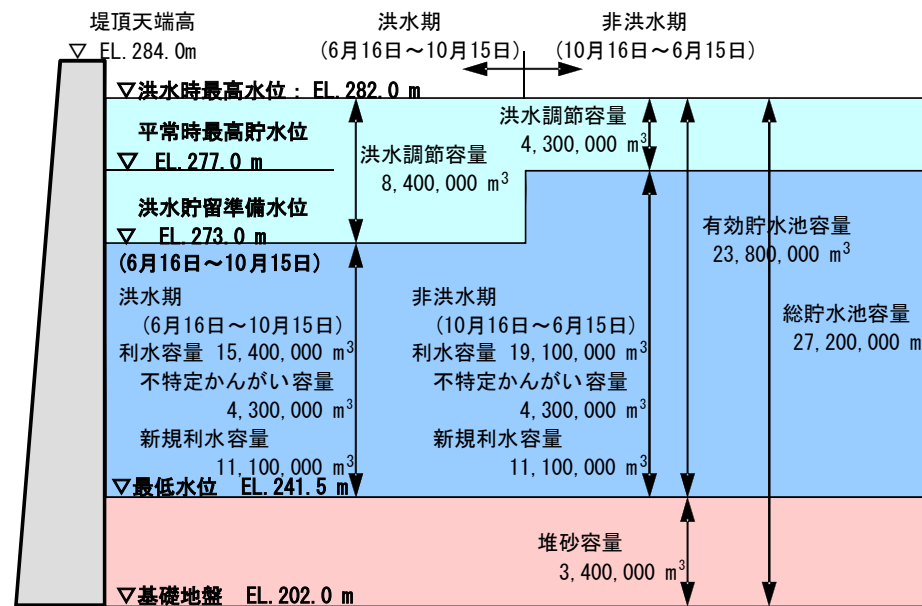 堤頂天端高
▽ EL.284.0m
洪水期
(6月16日～10月15日)
非洪水期
(10月16日～6月15日)
▽洪水時最高水位：EL.282.0 m
平常時最高貯水位
▽ EL.277.0 m
洪水貯留準備水位
▽ EL.273.0 m
(6月16日～10月15日)
洪水調節容量
8,400,000 m³
洪水調節容量
4,300,000 m³
有効貯水池容量
23,800,000 m³
総貯水池容量
27,200,000 m
洪水期
(6月16日～10月15日)
利水容量 15,400,000 m³
不特定かんがい容量
4,300,000 m³
新規利水容量
11,100,000 m³
非洪水期
(10月16日～6月15日)
利水容量 19,100,000 m³
不特定かんがい容量
4,300,000 m³
新規利水容量
11,100,000 m³
▽最低水位 EL.241.5 m
堆砂容量
3,400,000 m³
▽基礎地盤 EL.202.0 m